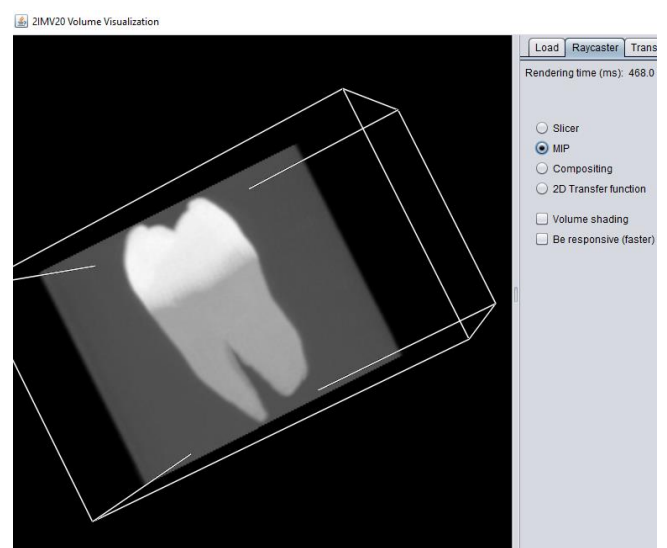 2IMV20 Volume Visualization
Load Raycaster Trans
Rendering time (ms): 468.0
Slicer
MIP
Compositing
2D Transfer function
Volume shading
Be responsive (faster)